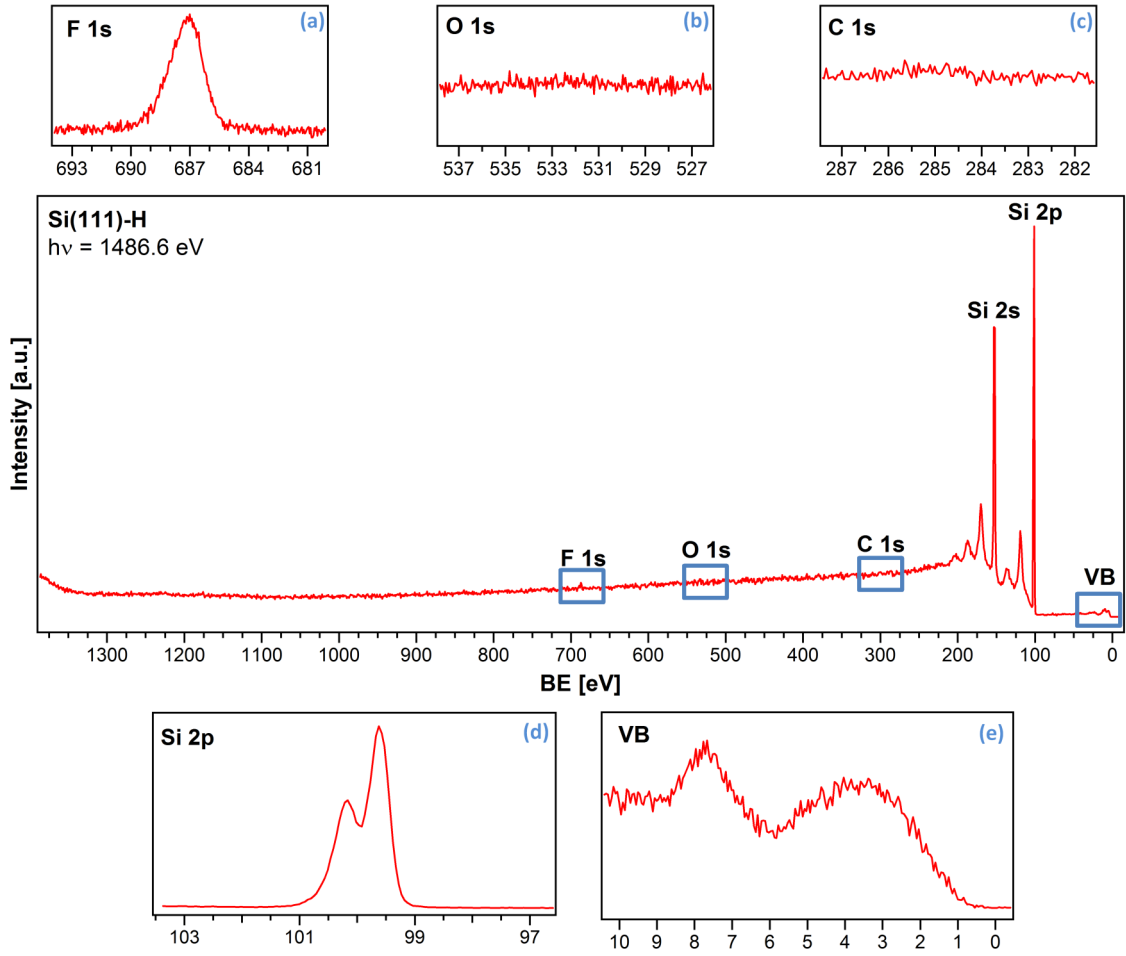 F 1s
(a)
693 690 687 684 681
O 1s
(b)
537 535 533 531 529 527
C 1s
(c)
287 286 285 284 283 282
Si(111)-H
hν = 1486.6 eV
Si 2p
Si 2s
F 1s
O 1s
C 1s
VB
Intensity [a.u.]
1300 1200 1100 1000 900 800 700 600 500 400 300 200 100 0
BE [eV]
Si 2p
(d)
103 101 99 97
VB
(e)
10 9 8 7 6 5 4 3 2 1 0